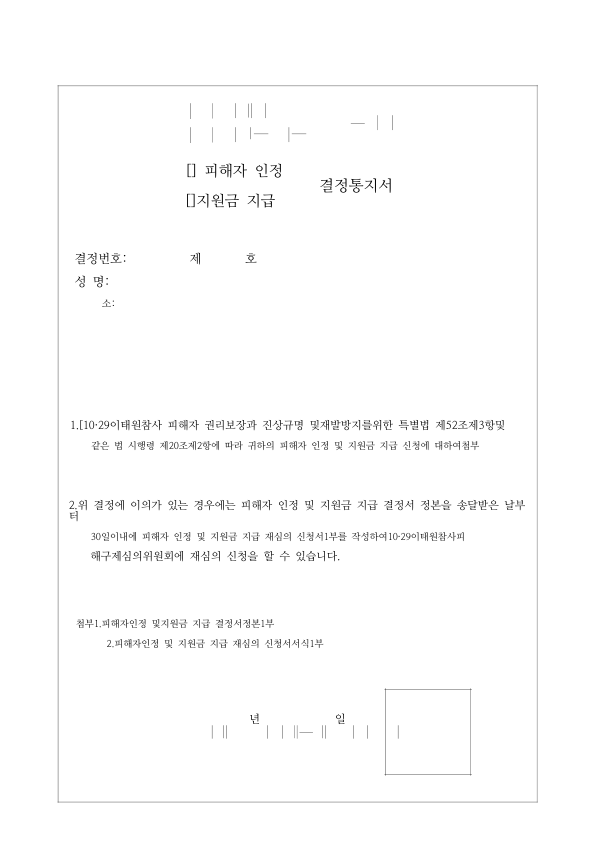 [] 피해자 인정
결정통지서
[]지원금 지급
결정번호: 제 호
성 명:
소:
1.[10·29이태원참사 피해자 권리보장과 진상규명 및재발방지를위한 특별법 제52조제3항및
같은 법 시행령 제20조제2항에 따라 귀하의 피해자 인정 및 지원금 지급 신청에 대하여첨부
2.위 결정에 이의가 있는 경우에는 피해자 인정 및 지원금 지급 결정서 정본을 송달받은 날부
터
30일이내에 피해자 인정 및 지원금 지급 재심의 신청서1부를 작성하여10·29이태원참사피
해구제심의위원회에 재심의 신청을 할 수 있습니다.
첨부1.피해자인정 및지원금 지급 결정서정본1부
2.피해자인정 및 지원금 지급 재심의 신청서서식1부
년 일